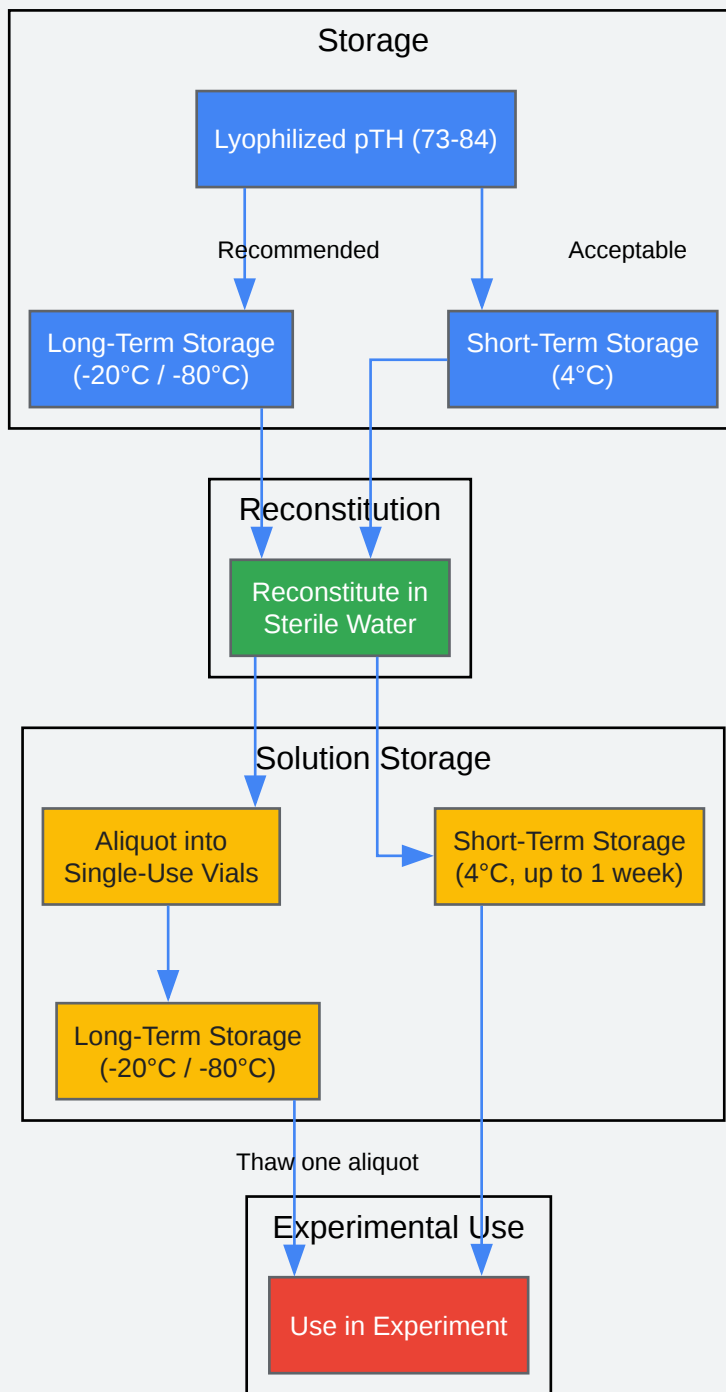 Storage
Lyophilized pTH (73-84)
Recommended
Acceptable
Long-Term Storage
(-20°C / -80°C)
Short-Term Storage
(4°C)
Reconstitution
Reconstitute in
Sterile Water
Solution Storage
Aliquot into
Single-Use Vials
Short-Term Storage
(4°C, up to 1 week)
Long-Term Storage
(-20°C / -80°C)
Thaw one aliquot
Experimental Use
Use in Experiment